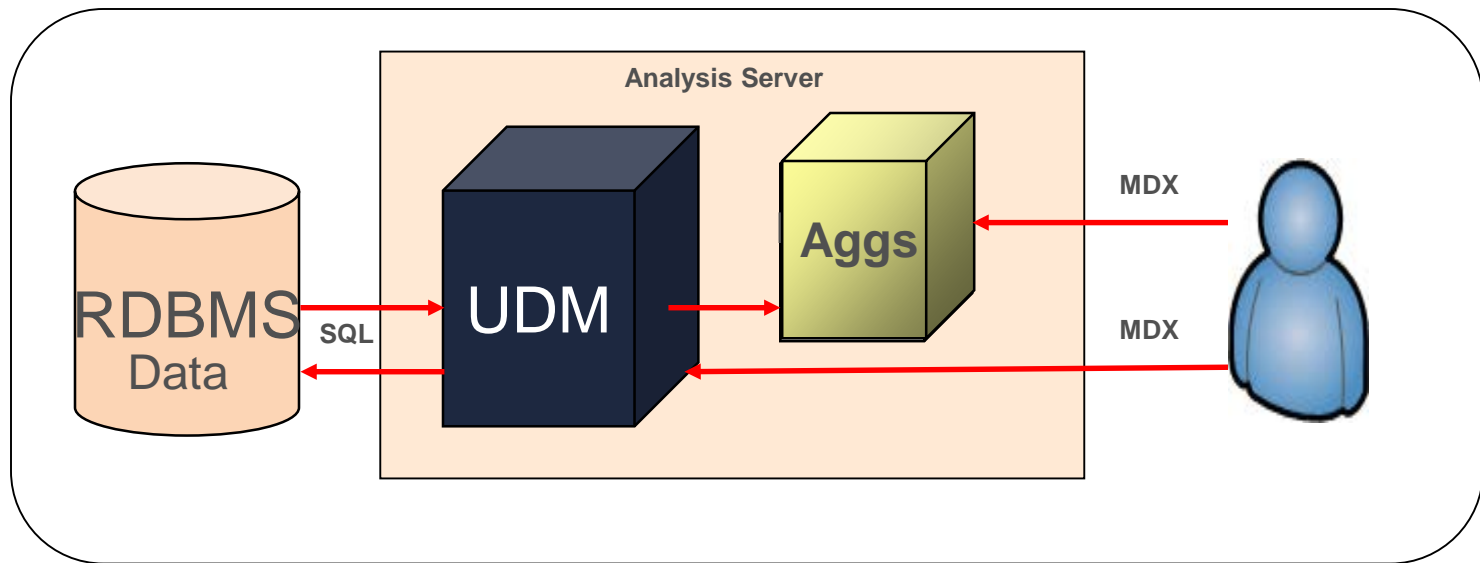 Analysis Server
RDBMS
Data
SQL
UDM
Aggs
MDX
MDX